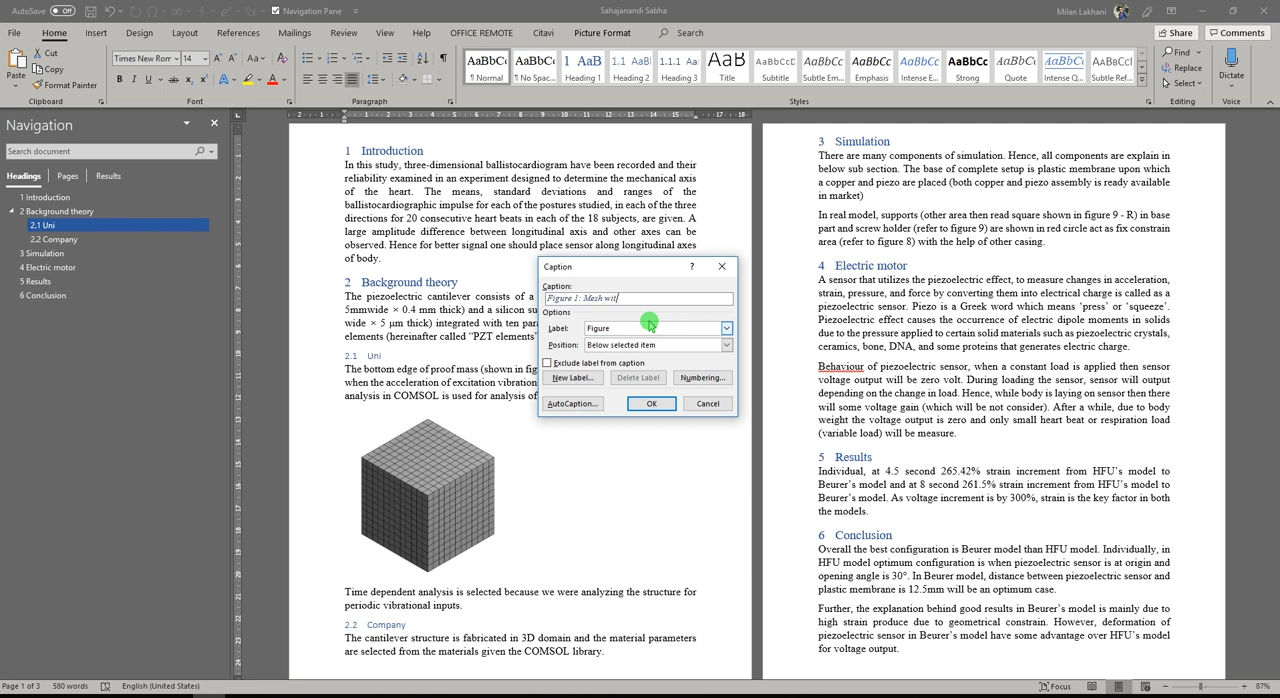 AutoSave Off Navigation Pane Sahajanandi Sabha Milan Lakhani
File Home Insert Design Layout References Mailings Review View Help OFFICE REMOTE Citavi Picture Format Search Share Comments
Paste Cut Copy Format Painter
Times New Rom 14
AaBbCc AaBbCc 1 AaB 1.1 AaBl 1.1.1 Aa AaBb AaBbCcD AaBbCc AaBbCc AaBbCc AaBbCc AaBbCc AaBbCc AaBbCc
Normal No Spac... Heading 1 Heading 2 Heading 3 Title Subtitle Subtle Em... Emphasis Intense E... Strong Quote Intense Q... Subtle Ref...
Find Replace Select Dictate
Clipboard Font Paragraph Styles Editing Voice
Navigation
Search document
Headings Pages Results
1 Introduction
2 Background theory
2.1 Uni
2.2 Company
3 Simulation
4 Electric motor
5 Results
6 Conclusion
1 Introduction
In this study, three-dimensional ballistocardiogram have been recorded and their
reliability examined in an experiment designed to determine the mechanical axis
of the heart. The means, standard deviations and ranges of the
ballistocardiographic impulse for each of the postures studied, in each of the three
directions for 20 consecutive heart beats in each of the 18 subjects, are given. A
large amplitude difference between longitudinal axis and other axes can be
observed. Hence for better signal one should place sensor along longitudinal axes
of body.
2 Background theory
The piezoelectric cantilever consists of a
5mmwide × 0.4 mm thick) and a silicon su
wide × 5 µm thick) integrated with ten para
elements (hereinafter called “PZT elements”
2.1 Uni
The bottom edge of proof mass (shown in fig
when the acceleration of excitation vibration
analysis in COMSOL is used for analysis of
Time dependent analysis is selected because we were analyzing the structure for
periodic vibrational inputs.
2.2 Company
The cantilever structure is fabricated in 3D domain and the material parameters
are selected from the materials given the COMSOL library.
Caption
Caption:
Figure 1: Mesh wit
Options
Label: Figure
Position: Below selected item
Exclude label from caption
New Label... Delete Label Numbering...
AutoCaption... OK Cancel
3 Simulation
There are many components of simulation. Hence, all components are explain in
below sub section. The base of complete setup is plastic membrane upon which
a copper and piezo are placed (both copper and piezo assembly is ready available
in market)
In real model, supports (other area then read square shown in figure 9 - R) in base
part and screw holder (refer to figure 9) are shown in red circle act as fix constrain
area (refer to figure 8) with the help of other casing.
4 Electric motor
A sensor that utilizes the piezoelectric effect, to measure changes in acceleration,
strain, pressure, and force by converting them into electrical charge is called as a
piezoelectric sensor. Piezo is a Greek word which means ‘press’ or ‘squeeze’.
Piezoelectric effect causes the occurrence of electric dipole moments in solids
due to the pressure applied to certain solid materials such as piezoelectric crystals,
ceramics, bone, DNA, and some proteins that generates electric charge.
Behaviour of piezoelectric sensor, when a constant load is applied then sensor
voltage output will be zero volt. During loading the sensor, sensor will output
depending on the change in load. Hence, while body is laying on sensor then there
will some voltage gain (which will be not consider). After a while, due to body
weight the voltage output is zero and only small heart beat or respiration load
(variable load) will be measure.
5 Results
Individual, at 4.5 second 265.42% strain increment from HFU’s model to
Beurer’s model and at 8 second 261.5% strain increment from HFU’s model to
Beurer’s model. As voltage increment is by 300%, strain is the key factor in both
the models.
6 Conclusion
Overall the best configuration is Beurer model than HFU model. Individually, in
HFU model optimum configuration is when piezoelectric sensor is at origin and
opening angle is 30°. In Beurer model, distance between piezoelectric sensor and
plastic membrane is 12.5mm will be an optimum case.
Further, the explanation behind good results in Beurer’s model is mainly due to
high strain produce due to geometrical constrain. However, deformation of
piezoelectric sensor in Beurer’s model have some advantage over HFU’s model
for voltage output.
Page 1 of 3 580 words English (United States) Focus 87%